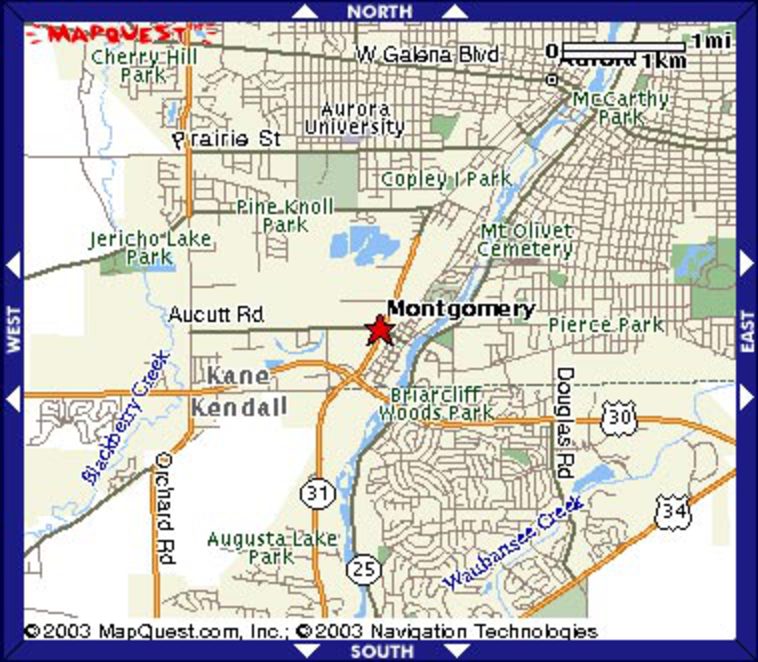 NORTH
MAPQUEST
W Galena Blvd
0
1mi
1km
Aurora
Cherry Hill
Park
McCarthy
Park
Aurora
University
Prairie St
Copley I Park
Pine Knoll
Park
Mt Olivet
Cemetery
Jericho Lake
Park
WEST
EAST
Aucutt Rd
Montgomery
Pierce Park
Kane
Kendall
Blackberry Creek
Briarcliff
Woods Park
Douglas Rd
30
Orchard Rd
31
34
Augusta Lake
Park
25
Waubansee Creek
©2003 MapQuest.com, Inc.; ©2003 Navigation Technologies
SOUTH